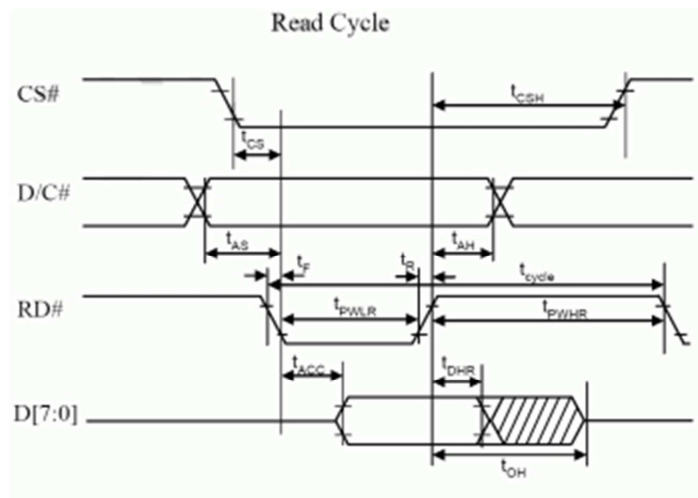 Read Cycle
CS#
tCSH
tCS
D/C#
tAS
tAH
tF
tR
tcycle
RD#
tPWLR
tPWHR
tACC
tDHR
D[7:0]
tOH